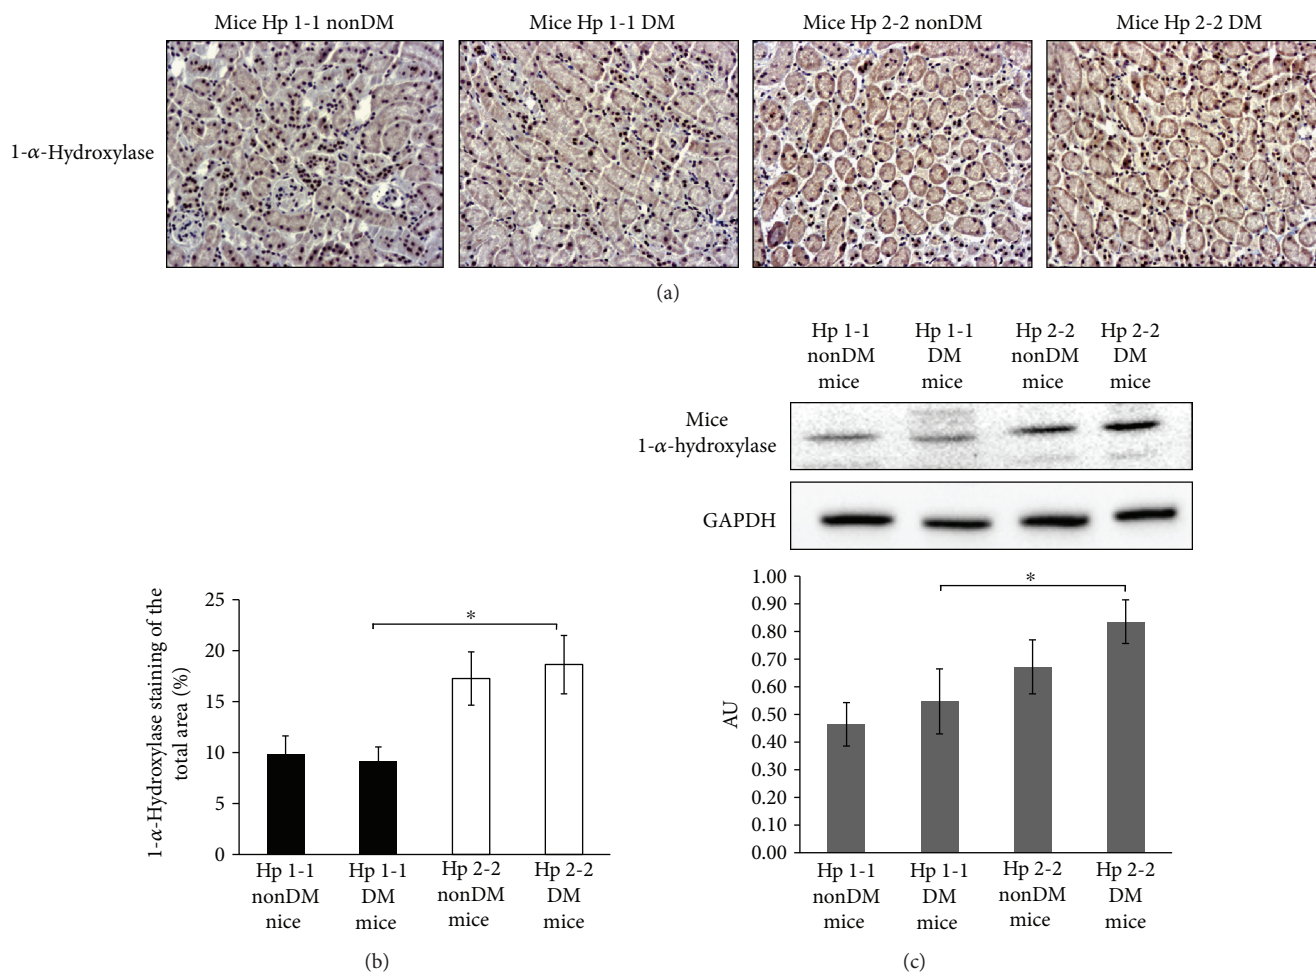 Mice Hp 1-1 nonDM
Mice Hp 1-1 DM
Mice Hp 2-2 nonDM
Mice Hp 2-2 DM
1-α-Hydroxylase
(a)
Hp 1-1
nonDM
mice
Hp 1-1
DM
mice
Hp 2-2
nonDM
mice
Hp 2-2
DM
mice
Mice
1-α-hydroxylase
GAPDH
1-α-Hydroxylase staining of the
total area (%)
25
20
15
10
5
0
*
Hp 1-1
nonDM
nice
Hp 1-1
DM
mice
Hp 2-2
nonDM
mice
Hp 2-2
DM
mice
(b)
AU
1.00
0.90
0.80
0.70
0.60
0.50
0.40
0.30
0.20
0.10
0.00
*
Hp 1-1
nonDM
mice
Hp 1-1
DM
mice
Hp 2-2
nonDM
mice
Hp 2-2
DM
mice
(c)